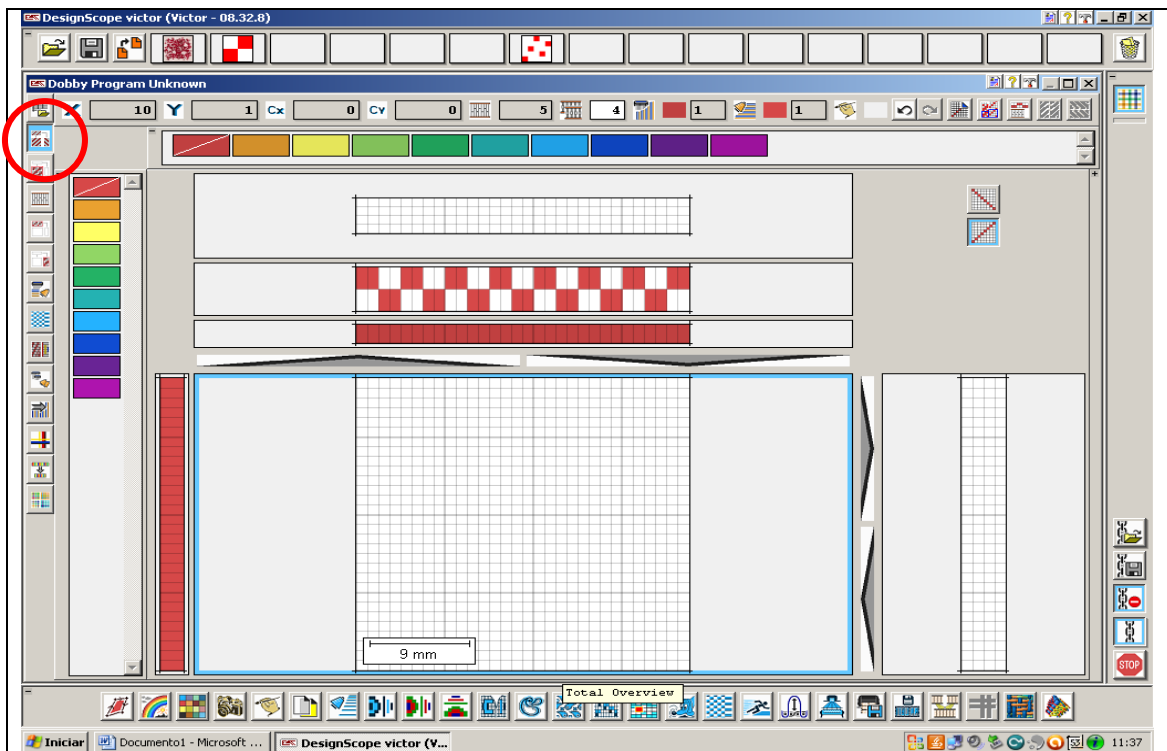 DesignScope victor (Victor - 08.32.8)
Dobby Program Unknown
Y 10 Y 1 Cx 0 CY 0 5 4 1 1
9 mm
Total Overview
STOP
Iniciar Documento1 - Microsoft ... DesignScope victor (V... 11:37